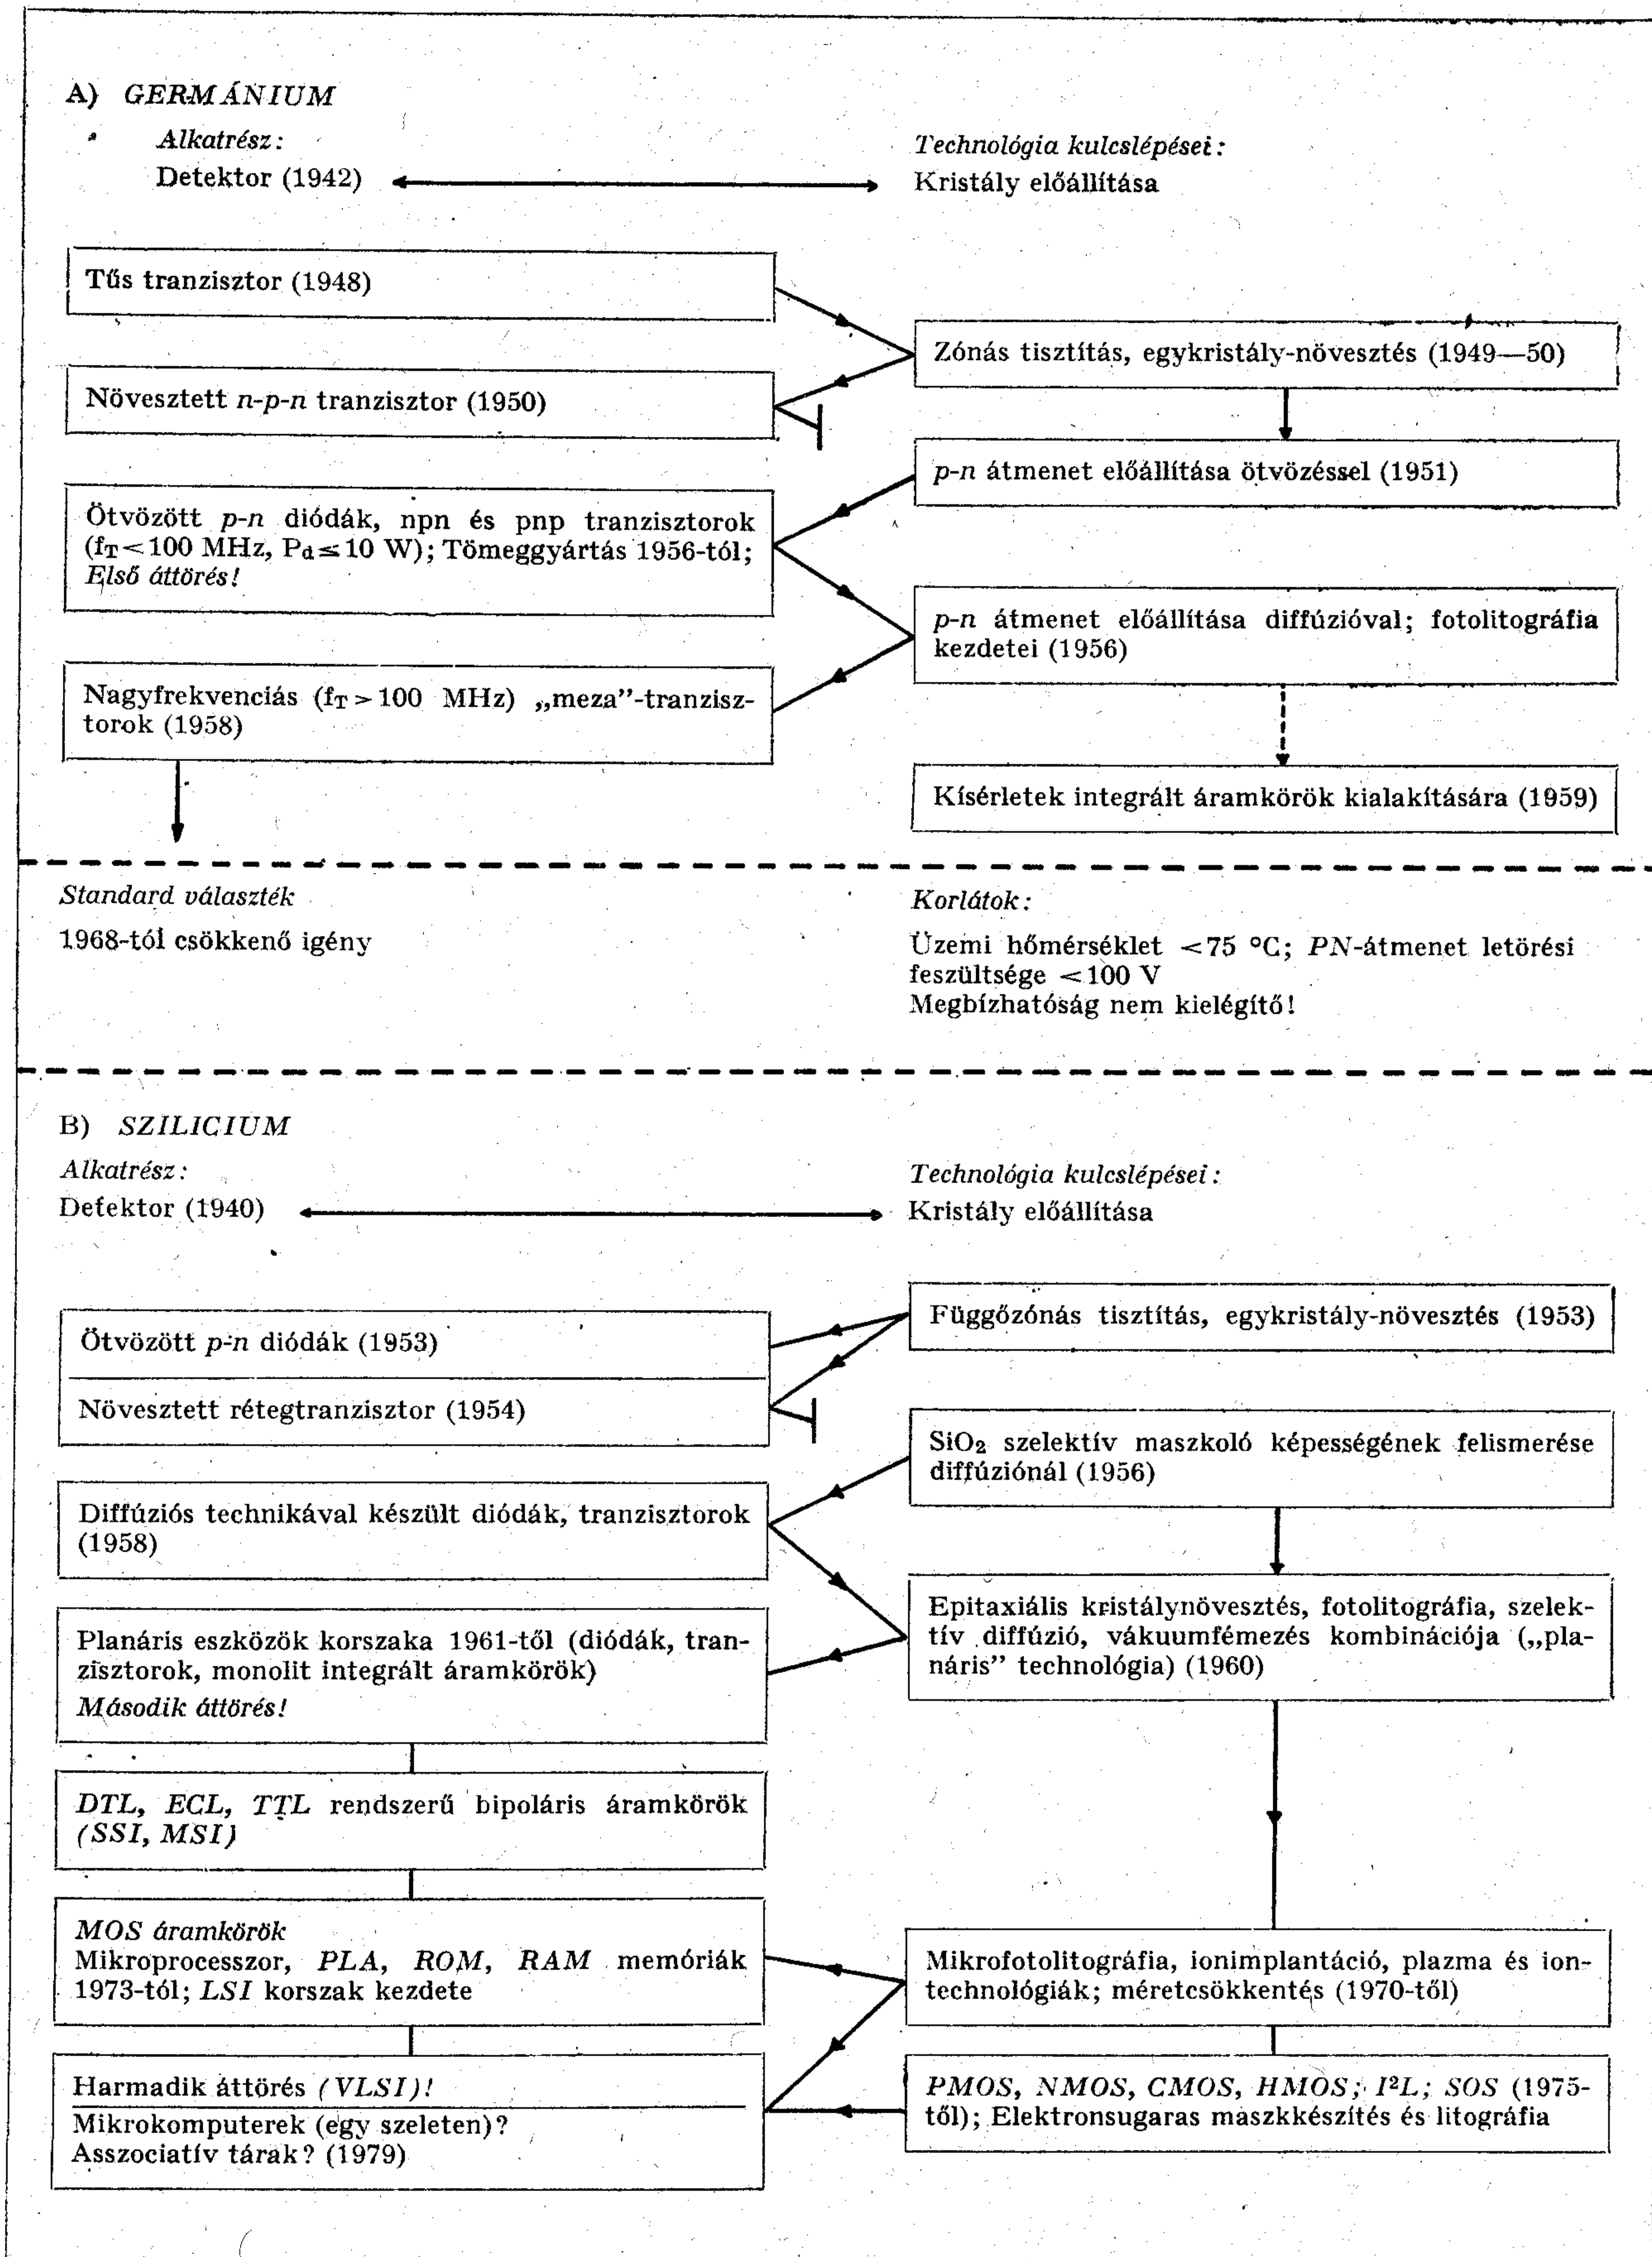 A) GERMÁNIUM
Alkatrész:
Detektor (1942)
Technológia kulcslépései:
Kristály előállítása
Tűs tranzisztor (1948)
Zónás tisztítás, egykristály-növesztés (1949—50)
Növesztett n-p-n tranzisztor (1950)
p-n átmenet előállítása ötvözéssel (1951)
Ötvözött p-n diódák, npn és pnp tranzisztorok
(fT<100 MHz, Pd≤10 W); Tömeggyártás 1956-tól;
Első áttörés!
p-n átmenet előállítása diffúzióval; fotolitográfia
kezdetei (1956)
Nagyfrekvenciás (fT>100 MHz) „meza”-tranzisz-
torok (1958)
Kísérletek integrált áramkörök kialakítására (1959)
Standard választék
1968-tól csökkenő igény
Korlátok:
Üzemi hőmérséklet <75 °C; PN-átmenet letörési
feszültsége <100 V
Megbízhatóság nem kielégítő!
B) SZILICIUM
Alkatrész:
Detektor (1940)
Technológia kulcslépései:
Kristály előállítása
Függőzónás tisztítás, egykristály-növesztés (1953)
Ötvözött p-n diódák (1953)
Növesztett rétegtranzisztor (1954)
SiO₂ szelektív maszkoló képességének felismerése
diffúziónál (1956)
Diffúziós technikával készült diódák, tranzisztorok
(1958)
Epitaxiális kristálynövesztés, fotolitográfia, szelek-
tív diffúzió, vákuumfémezés kombinációja („pla-
náris” technológia) (1960)
Planáris eszközök korszaka 1961-től (diódák, tran-
zisztorok, monolit integrált áramkörök)
Második áttörés!
DTL, ECL, TTL rendszerű bipoláris áramkörök
(SSI, MSI)
MOS áramkörök
Mikroprocesszor, PLA, ROM, RAM memóriák
1973-tól; LSI korszak kezdete
Mikrofotolitográfia, ionimplantáció, plazma és ion-
technológiák; méretcsökkentés (1970-től)
Harmadik áttörés (VLSI)!
Mikrokomputerek (egy szeleten)?
Asszociatív tárak? (1979)
PMOS, NMOS, CMOS, HMOS; I²L; SOS (1975-
től); Elektronsugaras maszkkészítés és litográfia